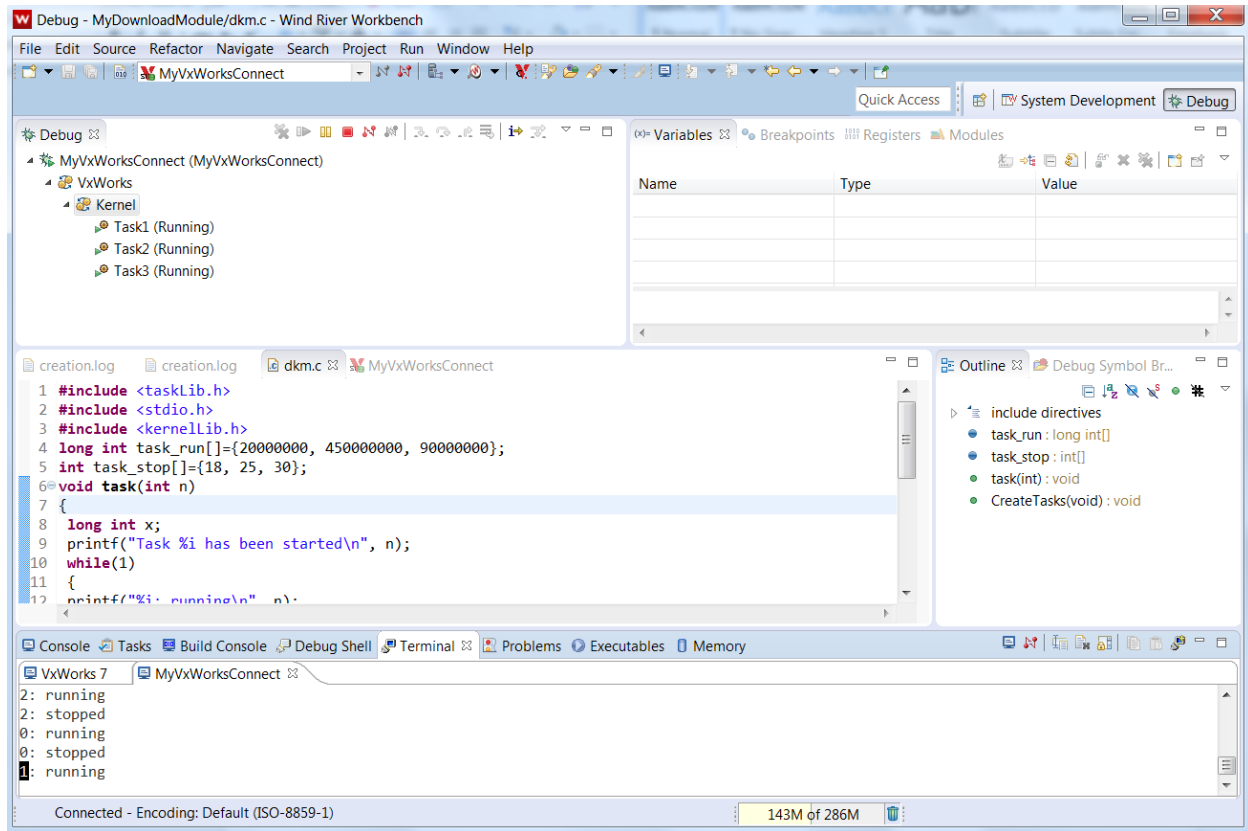 Debug - MyDownloadModule/dkm.c - Wind River Workbench
File Edit Source Refactor Navigate Search Project Run Window Help
MyVxWorksConnect
Quick Access
System Development
Debug
Debug
MyVxWorksConnect (MyVxWorksConnect)
VxWorks
Kernel
Task1 (Running)
Task2 (Running)
Task3 (Running)
(x)= Variables Breakpoints Registers Modules
Name Type Value
creation.log creation.log dkm.c MyVxWorksConnect
1 #include <taskLib.h>
2 #include <stdio.h>
3 #include <kernelLib.h>
4 long int task_run[]={20000000, 450000000, 90000000};
5 int task_stop[]={18, 25, 30};
6 void task(int n)
7 {
8 long int x;
9 printf("Task %i has been started\n", n);
10 while(1)
11 {
12 printf("%i: running\n", n);
Outline Debug Symbol Br...
include directives
task_run : long int[]
task_stop : int[]
task(int) : void
CreateTasks(void) : void
Console Tasks Build Console Debug Shell Terminal Problems Executables Memory
VxWorks 7 MyVxWorksConnect
2: running
2: stopped
0: running
0: stopped
1: running
Connected - Encoding: Default (ISO-8859-1)
143M of 286M